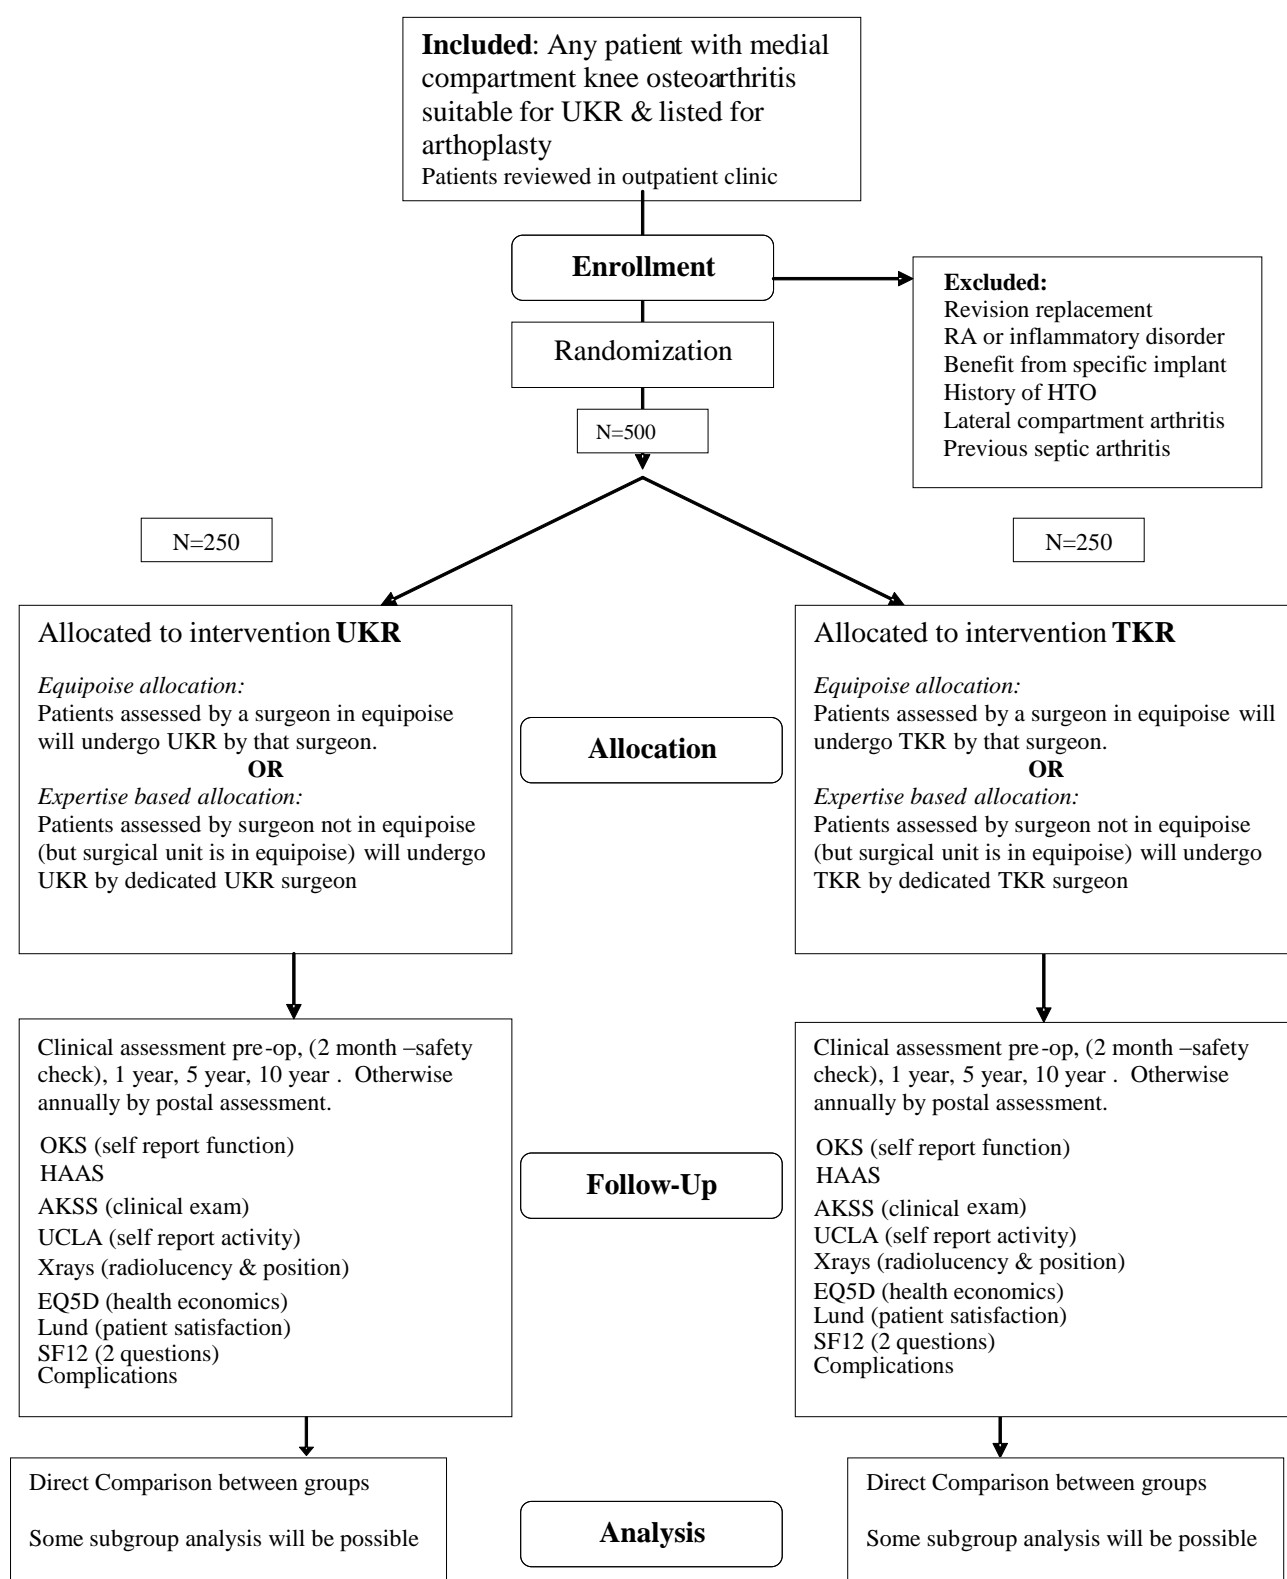 Included: Any patient with medial
compartment knee osteoarthritis
suitable for UKR & listed for
arthoplasty
Patients reviewed in outpatient clinic
Enrollment
Excluded:
Revision replacement
RA or inflammatory disorder
Benefit from specific implant
History of HTO
Lateral compartment arthritis
Previous septic arthritis
Randomization
N=500
N=250
N=250
Allocated to intervention UKR
Equipoise allocation:
Patients assessed by a surgeon in equipoise
will undergo UKR by that surgeon.
OR
Expertise based allocation:
Patients assessed by surgeon not in equipoise
(but surgical unit is in equipoise) will undergo
UKR by dedicated UKR surgeon
Allocation
Allocated to intervention TKR
Equipoise allocation:
Patients assessed by a surgeon in equipoise will
undergo TKR by that surgeon.
OR
Expertise based allocation:
Patients assessed by surgeon not in equipoise
(but surgical unit is in equipoise) will undergo
TKR by dedicated TKR surgeon
Clinical assessment pre-op, (2 month –safety
check), 1 year, 5 year, 10 year . Otherwise
annually by postal assessment.
OKS (self report function)
HAAS
AKSS (clinical exam)
UCLA (self report activity)
Xrays (radiolucency & position)
EQ5D (health economics)
Lund (patient satisfaction)
SF12 (2 questions)
Complications
Follow-Up
Clinical assessment pre-op, (2 month –safety
check), 1 year, 5 year, 10 year . Otherwise
annually by postal assessment.
OKS (self report function)
HAAS
AKSS (clinical exam)
UCLA (self report activity)
Xrays (radiolucency & position)
EQ5D (health economics)
Lund (patient satisfaction)
SF12 (2 questions)
Complications
Direct Comparison between groups
Some subgroup analysis will be possible
Analysis
Direct Comparison between groups
Some subgroup analysis will be possible